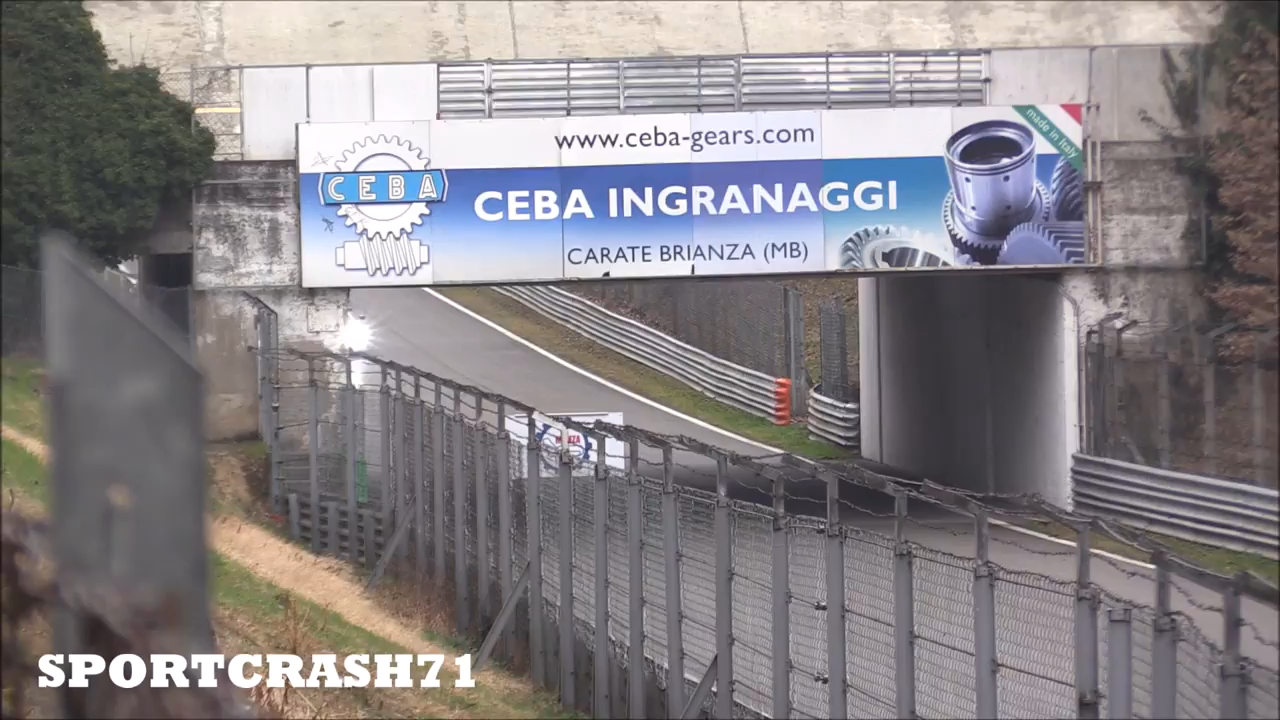 www.ceba-gears.com
made in Italy
CEBA
CEBA INGRANAGGI
CARATE BRIANZA (MB)
SPORTCRASH71